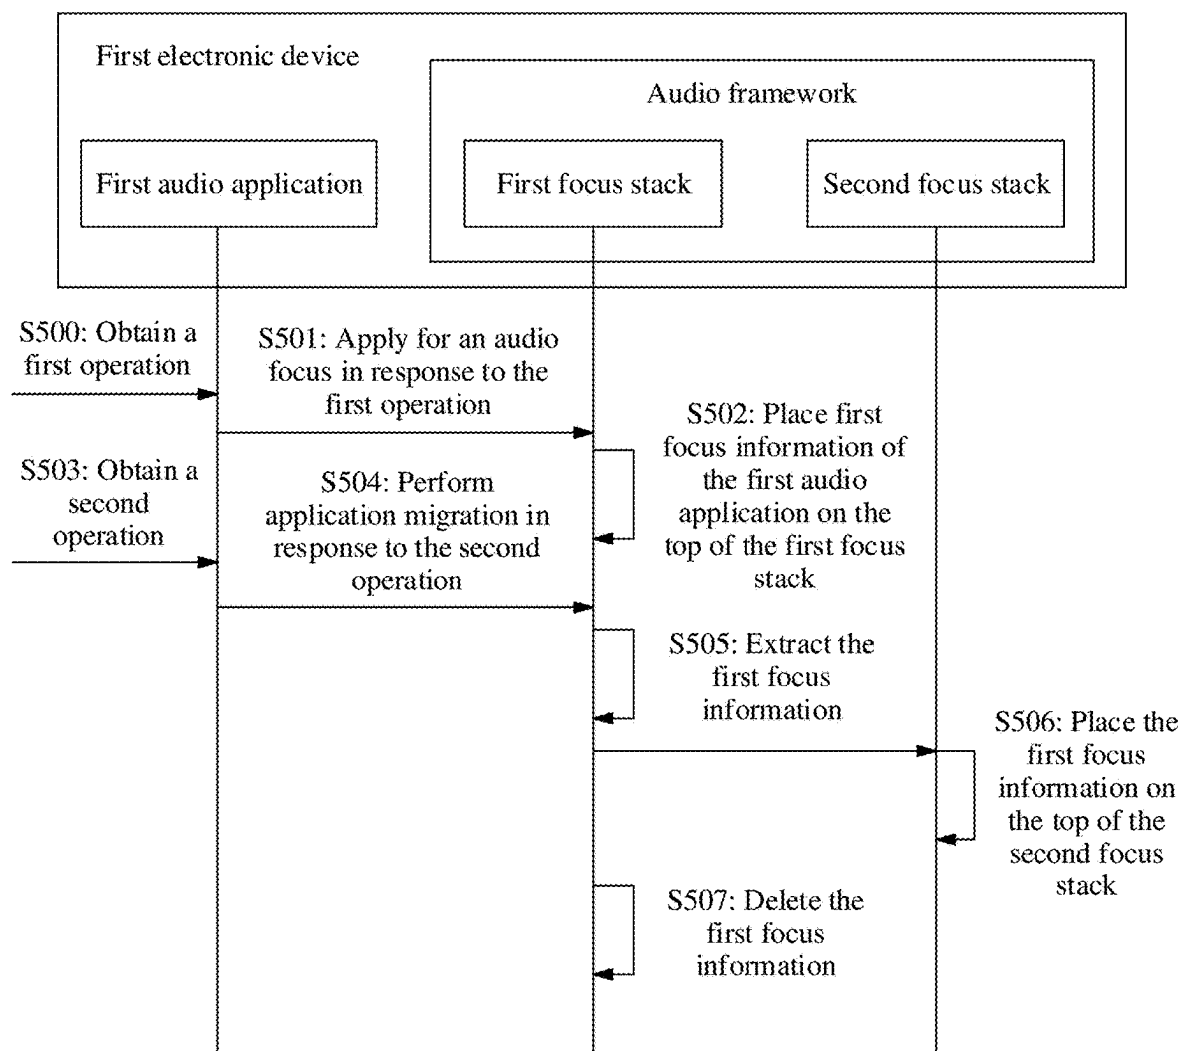 First electronic device
Audio framework
First audio application
First focus stack
Second focus stack
S500: Obtain a
first operation
S501: Apply for an audio
focus in response to the
first operation
S502: Place first
focus information of
the first audio
application on the
top of the first focus
stack
S503: Obtain a
second
operation
S504: Perform
application migration in
response to the second
operation
S505: Extract the
first focus
information
S506: Place the
first focus
information on
the top of the
second focus
stack
S507: Delete the
first focus
information